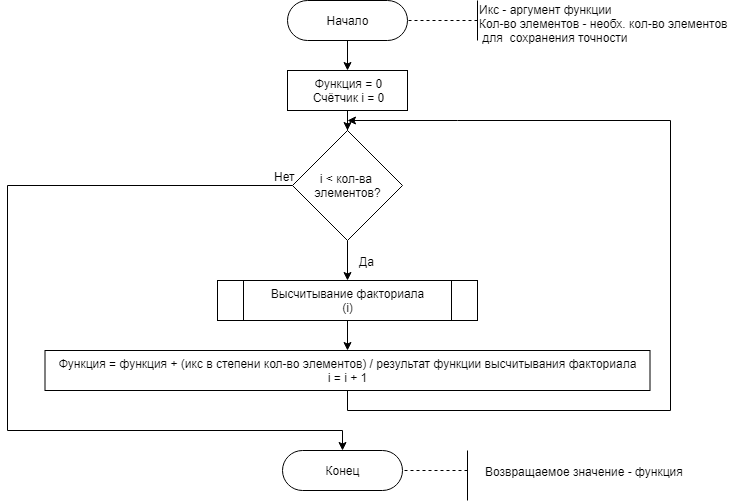 Начало
Икс - аргумент функции
Кол-во элементов - необх. кол-во элементов
для сохранения точности
Функция = 0
Счётчик i = 0
Нет
i < кол-ва
элементов?
Да
Высчитывание факториала
(i)
Функция = функция + (икс в степени кол-во элементов) / результат функции высчитывания факториала
i = i + 1
Конец
Возвращаемое значение - функция